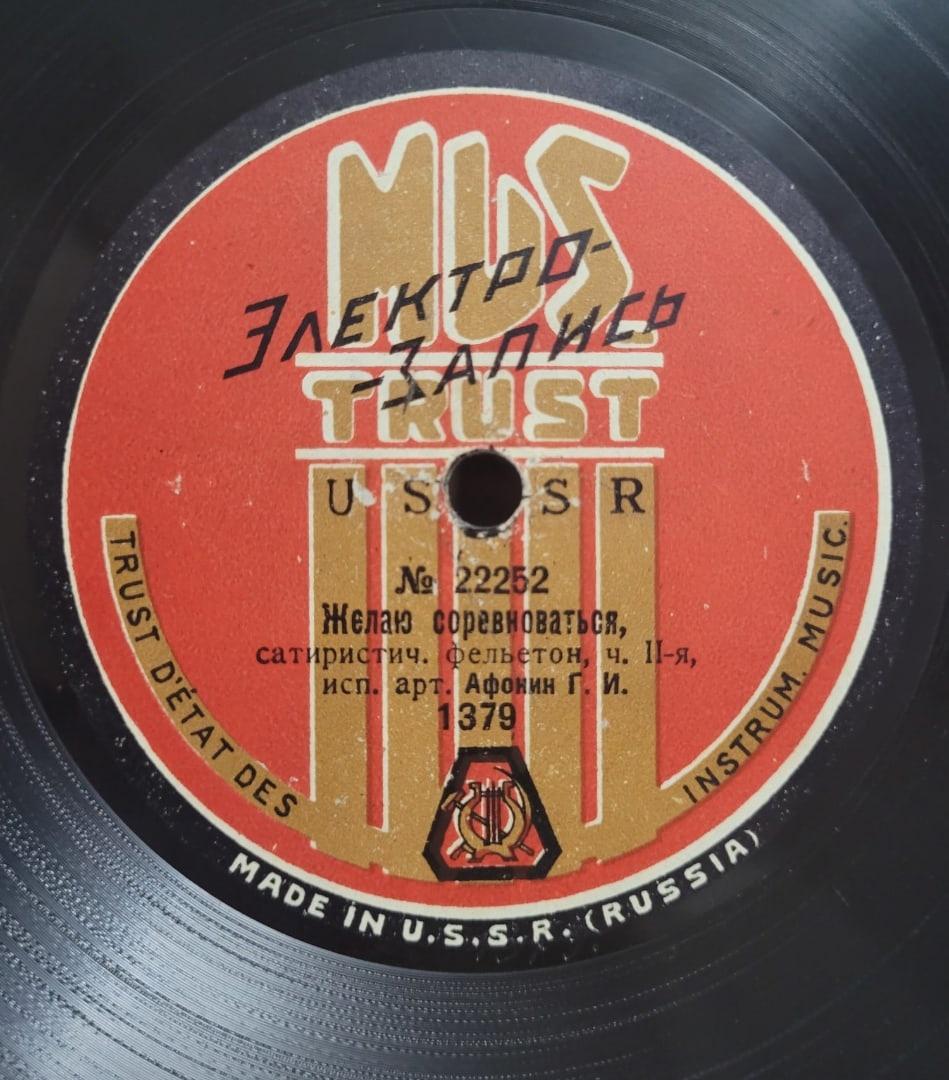 MUS
ЭЛЕКТРО-
-ЗАПИСЬ
TRUST
U S S R
№ 22252
Желаю соревноваться,
сатиристич. фельетон, ч. II-я,
исп. арт. Афонин Г. И.
1379
TRUST D'ÉTAT DES INSTRUM. MUSIC.
MADE IN U.S.S.R. (RUSSIA)